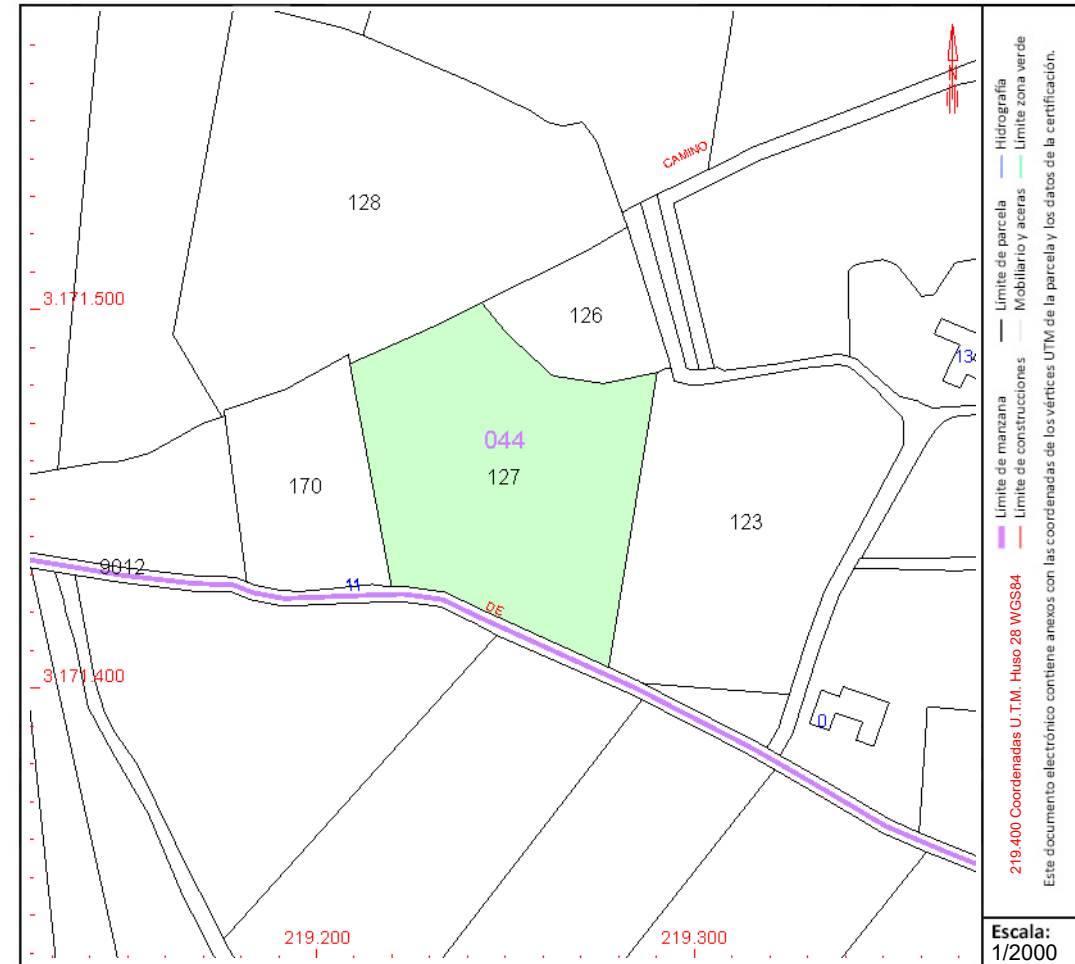 CAMINO
128
3.171.500
126
134
044
127
170
123
9012
11
DE
3.171.400
0
219.200
219.300
Límite de manzana
Límite de parcela
Hidrografía
Límite de construcciones
Mobiliario y aceras
Límite zona verde
219.400 Coordenadas U.T.M. Huso 28 WGS84
Este documento electrónico contiene anexos con las coordenadas de los vértices UTM de la parcela y los datos de la certificación.
Escala:
1/2000